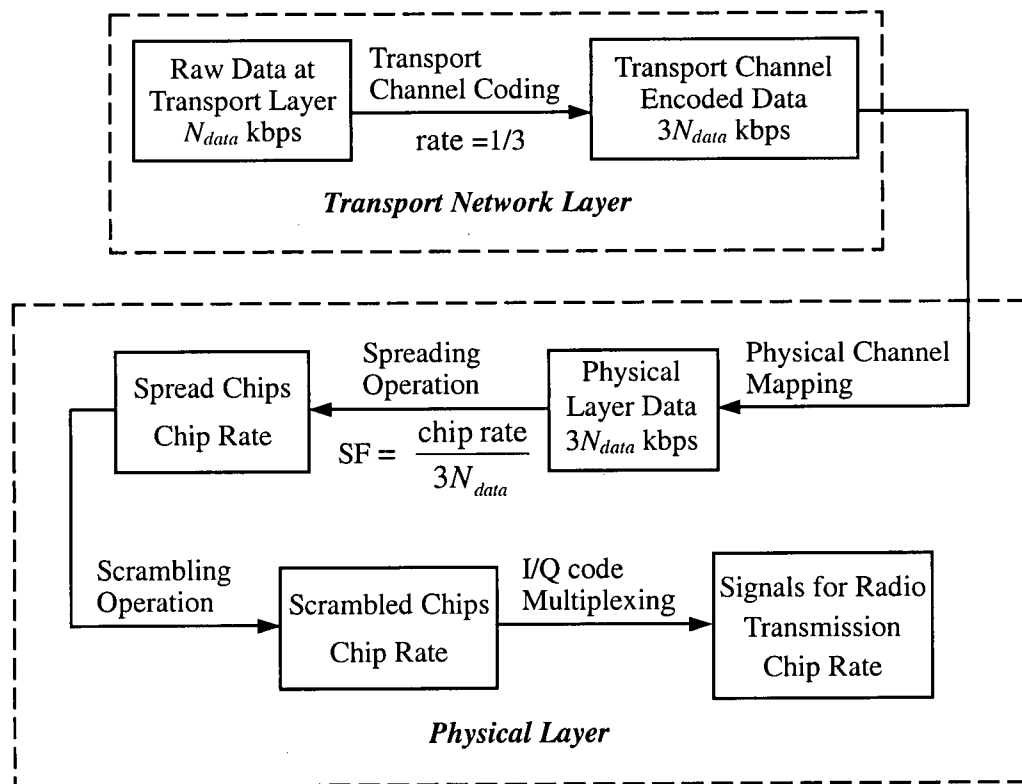 Raw Data at
Transport Layer
N_data kbps
Transport
Channel Coding
rate =1/3
Transport Channel
Encoded Data
3N_data kbps
Transport Network Layer
Physical Channel
Mapping
Physical
Layer Data
3N_data kbps
Spreading
Operation
SF = chip rate / 3N_data
Spread Chips
Chip Rate
Scrambling
Operation
Scrambled Chips
Chip Rate
I/Q code
Multiplexing
Signals for Radio
Transmission
Chip Rate
Physical Layer